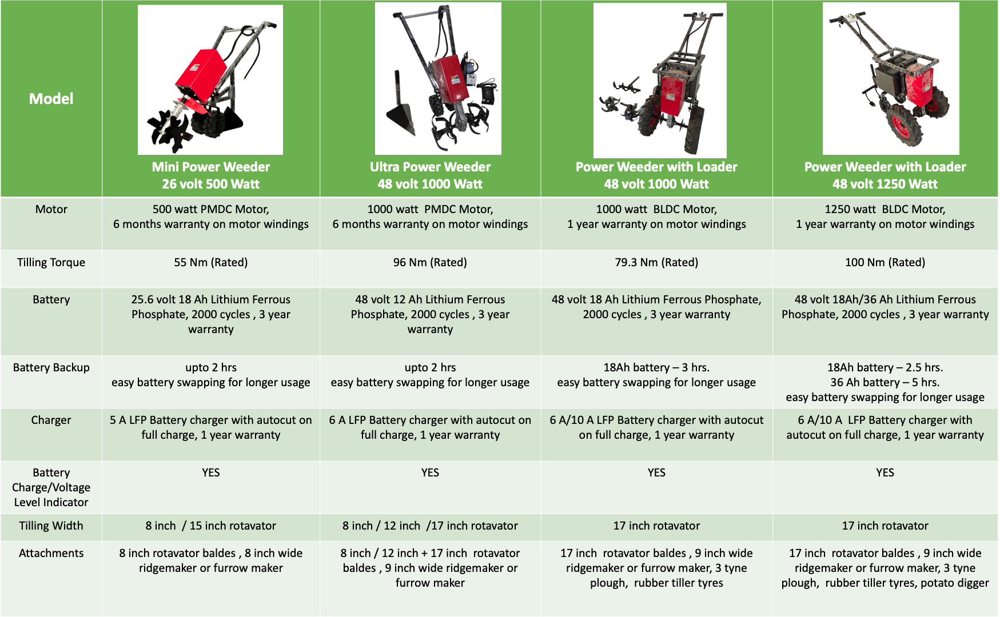 Model
Mini Power Weeder
26 volt 500 Watt
Ultra Power Weeder
48 volt 1000 Watt
Power Weeder with Loader
48 volt 1000 Watt
Power Weeder with Loader
48 volt 1250 Watt
Motor
500 watt PMDC Motor,
6 months warranty on motor windings
1000 watt  PMDC Motor,
6 months warranty on motor windings
1000 watt  BLDC Motor,
1 year warranty on motor windings
1250 watt  BLDC Motor,
1 year warranty on motor windings
Tilling Torque
55 Nm (Rated)
96 Nm (Rated)
79.3 Nm (Rated)
100 Nm (Rated)
Battery
25.6 volt 18 Ah Lithium Ferrous
Phosphate, 2000 cycles , 3 year
warranty
48 volt 12 Ah Lithium Ferrous
Phosphate, 2000 cycles , 3 year
warranty
48 volt 18 Ah Lithium Ferrous Phosphate,
2000 cycles , 3 year warranty
48 volt 18Ah/36 Ah Lithium Ferrous
Phosphate, 2000 cycles , 3 year warranty
Battery Backup
upto 2 hrs
easy battery swapping for longer usage
upto 2 hrs
easy battery swapping for longer usage
18Ah battery – 3 hrs.
easy battery swapping for longer usage
18Ah battery – 2.5 hrs.
36 Ah battery – 5 hrs.
easy battery swapping for longer usage
Charger
5 A LFP Battery charger with autocut on
full charge, 1 year warranty
6 A LFP Battery charger with autocut on
full charge, 1 year warranty
6 A/10 A LFP Battery charger with autocut
on full charge, 1 year warranty
6 A/10 A  LFP Battery charger with
autocut on full charge, 1 year warranty
Battery
Charge/Voltage
Level Indicator
YES
YES
YES
YES
Tilling Width
8 inch  / 15 inch rotavator
8 inch / 12 inch  /17 inch rotavator
17 inch rotavator
17 inch rotavator
Attachments
8 inch rotavator baldes , 8 inch wide
ridgemaker or furrow maker
8 inch / 12 inch + 17 inch  rotavator
baldes , 9 inch wide ridgemaker or
furrow maker
17 inch  rotavator baldes , 9 inch wide
ridgemaker or furrow maker, 3 tyne
plough,  rubber tiller tyres
17 inch  rotavator baldes , 9 inch wide
ridgemaker or furrow maker, 3 tyne
plough,  rubber tiller tyres, potato digger